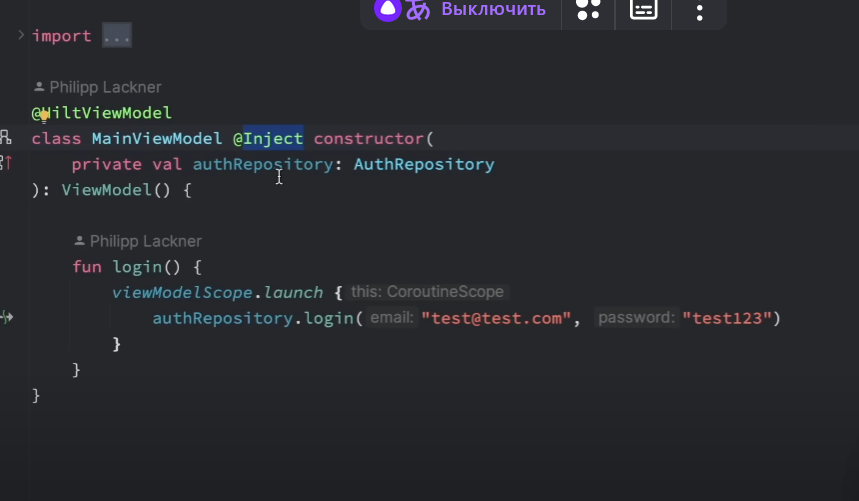 あ Выключить
import ...
Philipp Lackner
@HiltViewModel
class MainViewModel @Inject constructor(
private val authRepository: AuthRepository
): ViewModel() {
Philipp Lackner
fun login() {
viewModelScope.launch { this: CoroutineScope
authRepository.login( email: "test@test.com", password: "test123")
}
}
}